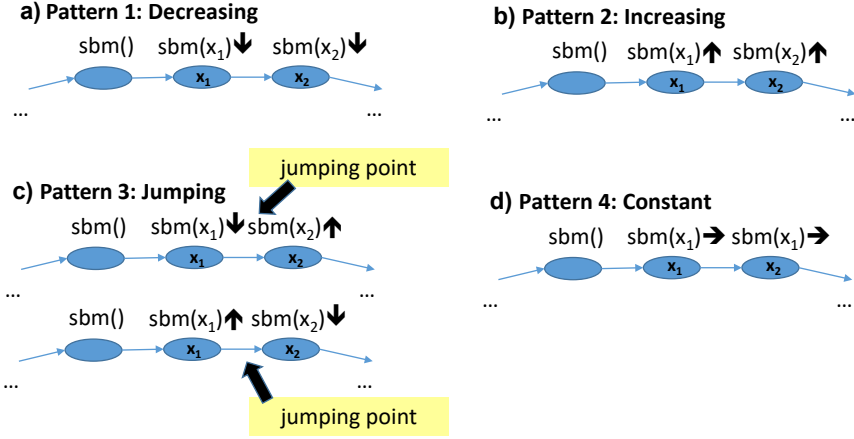 a) Pattern 1: Decreasing
sbm() sbm(x₁)🡻 sbm(x₂)🡻
x₁ x₂
... ...
b) Pattern 2: Increasing
sbm() sbm(x₁)🡹 sbm(x₂)🡹
x₁ x₂
... ...
jumping point
c) Pattern 3: Jumping
sbm() sbm(x₁)🡻 sbm(x₂)🡹
x₁ x₂
... ...
sbm() sbm(x₁)🡹 sbm(x₂)🡻
x₁ x₂
... ...
jumping point
d) Pattern 4: Constant
sbm() sbm(x₁)🡺 sbm(x₁)🡺
x₁ x₂
... ...